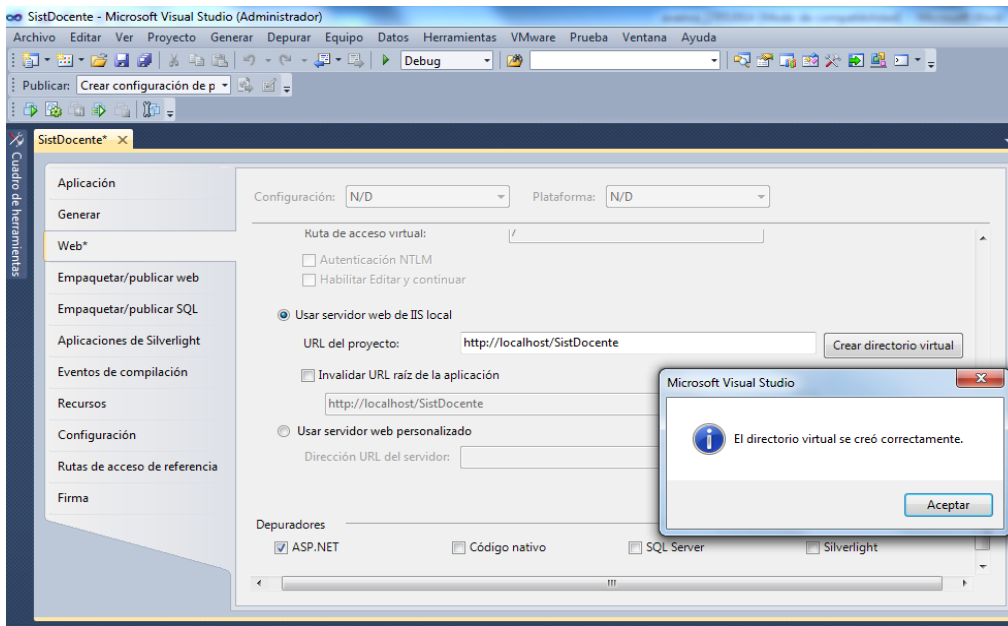 SistDocente - Microsoft Visual Studio (Administrador)
Archivo Editar Ver Proyecto Generar Depurar Equipo Datos Herramientas VMware Prueba Ventana Ayuda
Debug
Publicar: Crear configuración de p
SistDocente*
Cuadro de herramientas
Aplicación
Generar
Web*
Empaquetar/publicar web
Empaquetar/publicar SQL
Aplicaciones de Silverlight
Eventos de compilación
Recursos
Configuración
Rutas de acceso de referencia
Firma
Configuración: N/D Plataforma: N/D
Ruta de acceso virtual: /
Autenticación NTLM
Habilitar Editar y continuar
Usar servidor web de IIS local
URL del proyecto: http://localhost/SistDocente Crear directorio virtual
Invalidar URL raíz de la aplicación
http://localhost/SistDocente
Usar servidor web personalizado
Dirección URL del servidor:
Microsoft Visual Studio
El directorio virtual se creó correctamente.
Aceptar
Depuradores
ASP.NET Código nativo SQL Server Silverlight